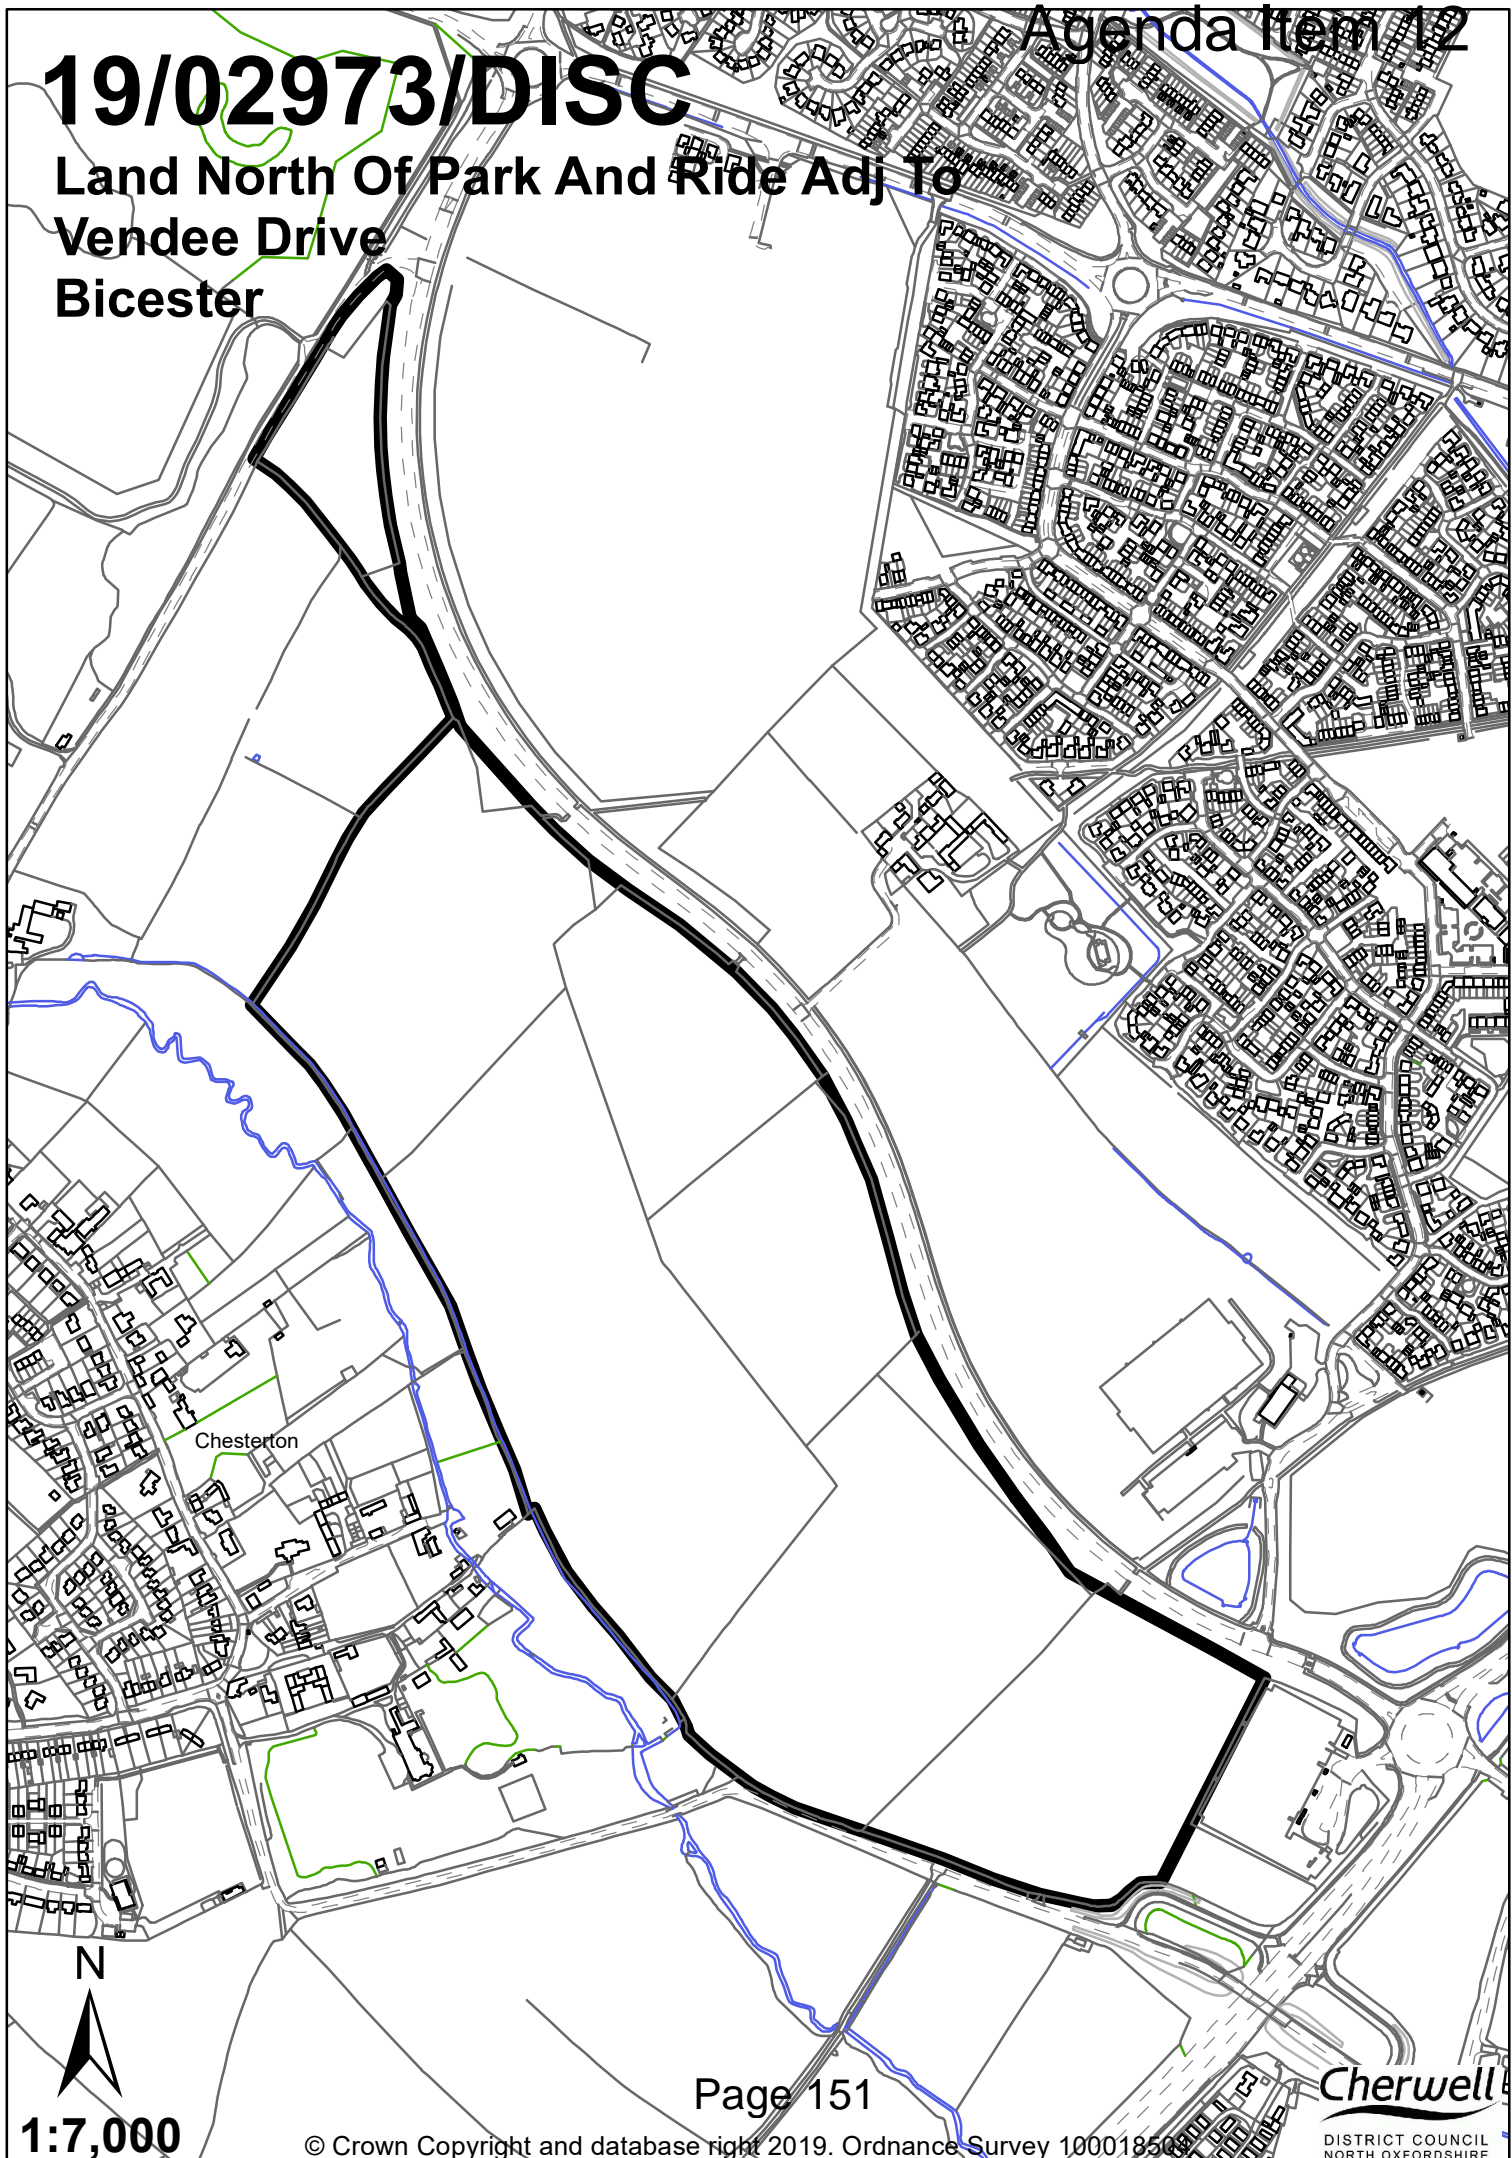 Agenda Item 12
19/02973/DISC
Land North Of Park And Ride Adj To
Vendee Drive
Bicester
Chesterton
N
Page 151
1:7,000
© Crown Copyright and database right 2019. Ordnance Survey
Cherwell
DISTRICT COUNCIL
NORTH OXFORDSHIRE